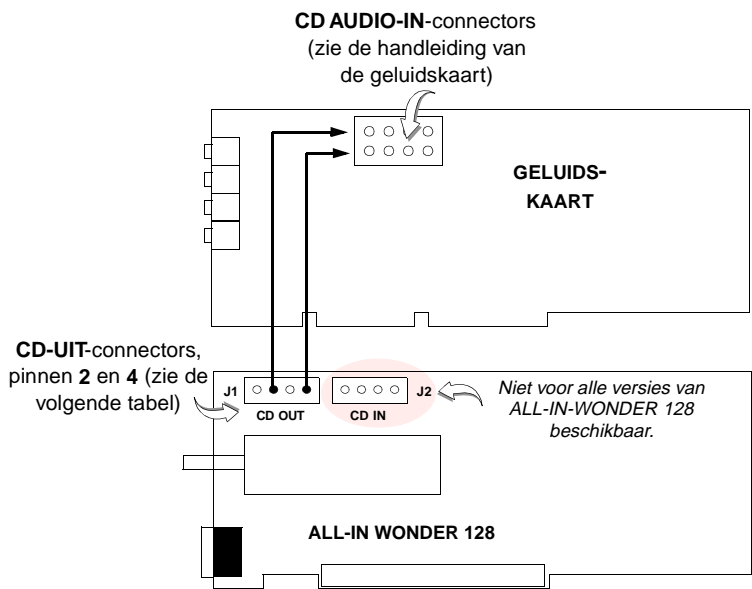 CD AUDIO-IN-connectors
(zie de handleiding van
de geluidskaart)
GELUIDS-
KAART
CD-UIT-connectors,
pinnen 2 en 4 (zie de
volgende tabel)
J1
CD OUT
CD IN
J2
Niet voor alle versies van
ALL-IN-WONDER 128
beschikbaar.
ALL-IN WONDER 128